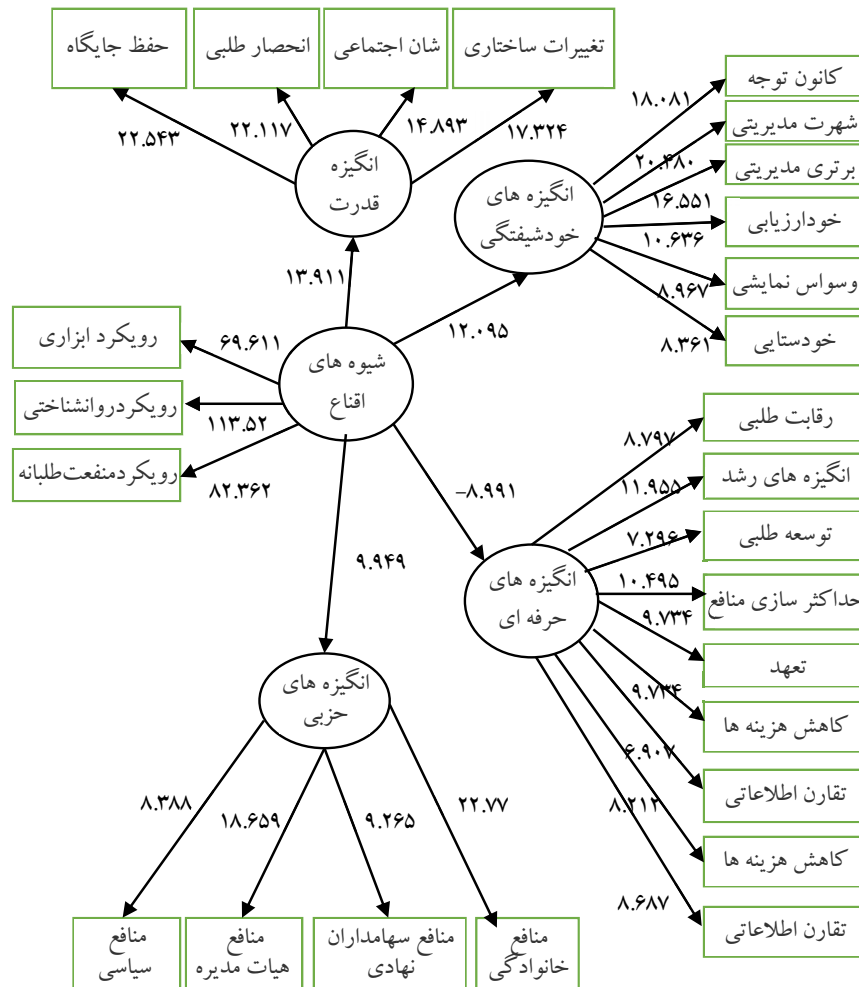 حفظ جایگاه
انحصار طلبی
شان اجتماعی
تغییرات ساختاری
۲۲.۵۴۳
۲۲.۱۱۷
۱۴.۸۹۳
۱۷.۳۲۴
انگیزه
قدرت
کانون توجه
شهرت مدیریتی
برتری مدیریتی
خودارزیابی
وسواس نمایشی
خودستایی
۱۸.۰۸۱
۲۰.۴۸۰
۱۶.۵۵۱
۱۰.۶۳۶
۸.۹۶۷
۸.۳۶۱
انگیزه های
خودشیفتگی
۱۳.۹۱۱
۱۲.۰۹۵
شیوه های
اقناع
رویکرد ابزاری
رویکردروانشناختی
رویکردمنفعت‌طلبانه
۶۹.۶۱۱
۱۱۳.۵۲
۸۲.۳۶۲
–۸.۹۹۱
۹.۹۴۹
انگیزه های
حرفه ای
رقابت طلبی
انگیزه های رشد
توسعه طلبی
حداکثر سازی منافع
تعهد
کاهش هزینه ها
تقارن اطلاعاتی
کاهش هزینه ها
تقارن اطلاعاتی
۸.۷۹۷
۱۱.۹۵۵
۷.۲۹۶
۱۰.۴۹۵
۹.۷۳۴
۹.۷۳۴
۶.۹۰۷
۸.۲۱۲
۸.۶۸۷
انگیزه های
حزبی
۸.۳۸۸
۱۸.۶۵۹
۹.۲۶۵
۲۲.۷۷
منافع
سیاسی
منافع
هیات مدیره
منافع سهامداران
نهادی
منافع
خانوادگی